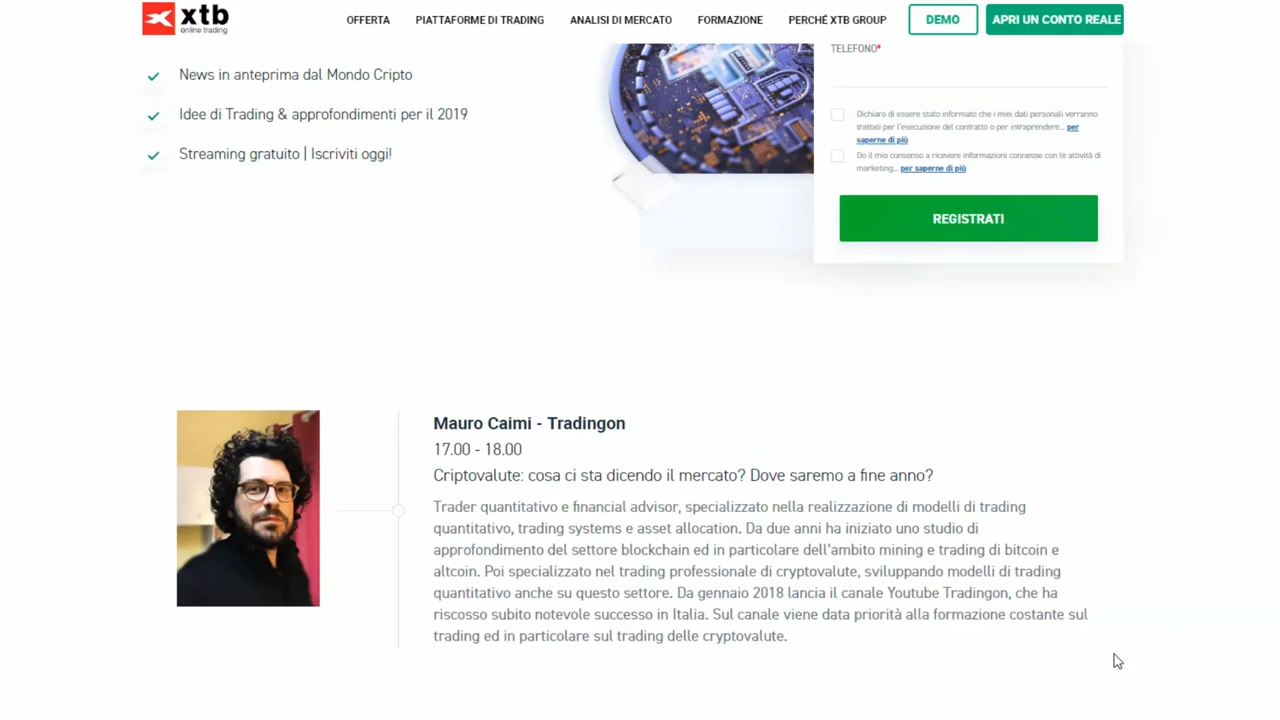 xtb
online trading
OFFERTA PIATTAFORME DI TRADING ANALISI DI MERCATO FORMAZIONE PERCHÉ XTB GROUP DEMO APRI UN CONTO REALE
News in anteprima dal Mondo Cripto
Idee di Trading & approfondimenti per il 2019
Streaming gratuito | Iscriviti oggi!
TELEFONO*
Dichiaro di essere stato informato che i miei dati personali verranno
trattati per l'esecuzione del contratto o per intraprendere... per
saperne di più
Do il mio consenso a ricevere informazioni connesse con le attività di
marketing... per saperne di più
REGISTRATI
Mauro Caimi - Tradingon
17.00 - 18.00
Criptovalute: cosa ci sta dicendo il mercato? Dove saremo a fine anno?
Trader quantitativo e financial advisor, specializzato nella realizzazione di modelli di trading
quantitativo, trading systems e asset allocation. Da due anni ha iniziato uno studio di
approfondimento del settore blockchain ed in particolare dell'ambito mining e trading di bitcoin e
altcoin. Poi specializzato nel trading professionale di cryptovalute, sviluppando modelli di trading
quantitativo anche su questo settore. Da gennaio 2018 lancia il canale Youtube Tradingon, che ha
riscosso subito notevole successo in Italia. Sul canale viene data priorità alla formazione costante sul
trading ed in particolare sul trading delle cryptovalute.